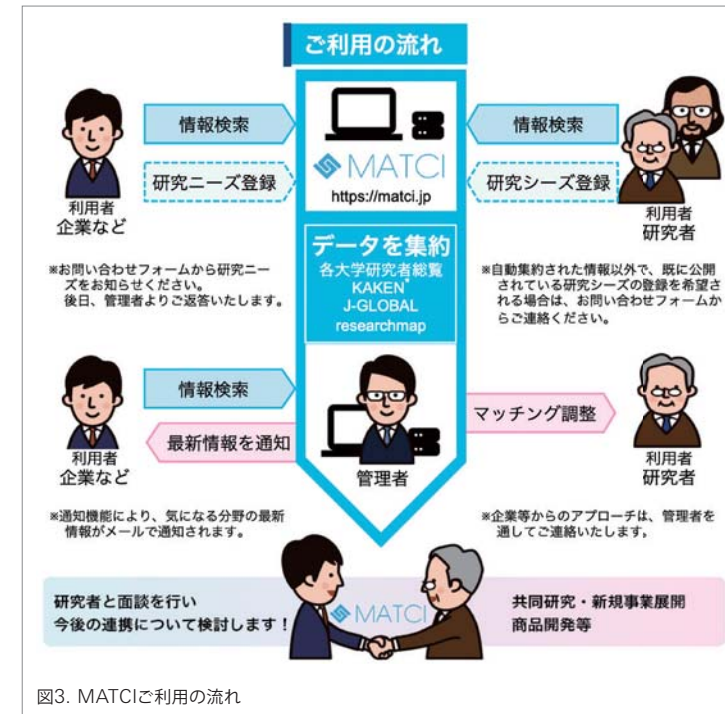 ご利用の流れ
情報検索
研究ニーズ登録
利用者
企業など
MATCI
https://matci.jp
情報検索
研究シーズ登録
利用者
研究者
※お問い合わせフォームから研究ニー
ズをお知らせください。
後日、管理者よりご返答いたします。
データを集約
各大学研究者総覧
KAKEN*
J-GLOBAL
researchmap
※自動集約された情報以外で、既に公開
されている研究シーズの登録を希望さ
れる場合は、お問い合わせフォームか
らご連絡ください。
情報検索
最新情報を通知
利用者
企業など
管理者
マッチング調整
利用者
研究者
※通知機能により、気になる分野の最新
情報がメールで通知されます。
※企業等からのアプローチは、管理者を
通してご連絡いたします。
研究者と面談を行い
今後の連携について検討します!
MATCI
共同研究・新規事業展開
商品開発等
図3. MATCIご利用の流れ